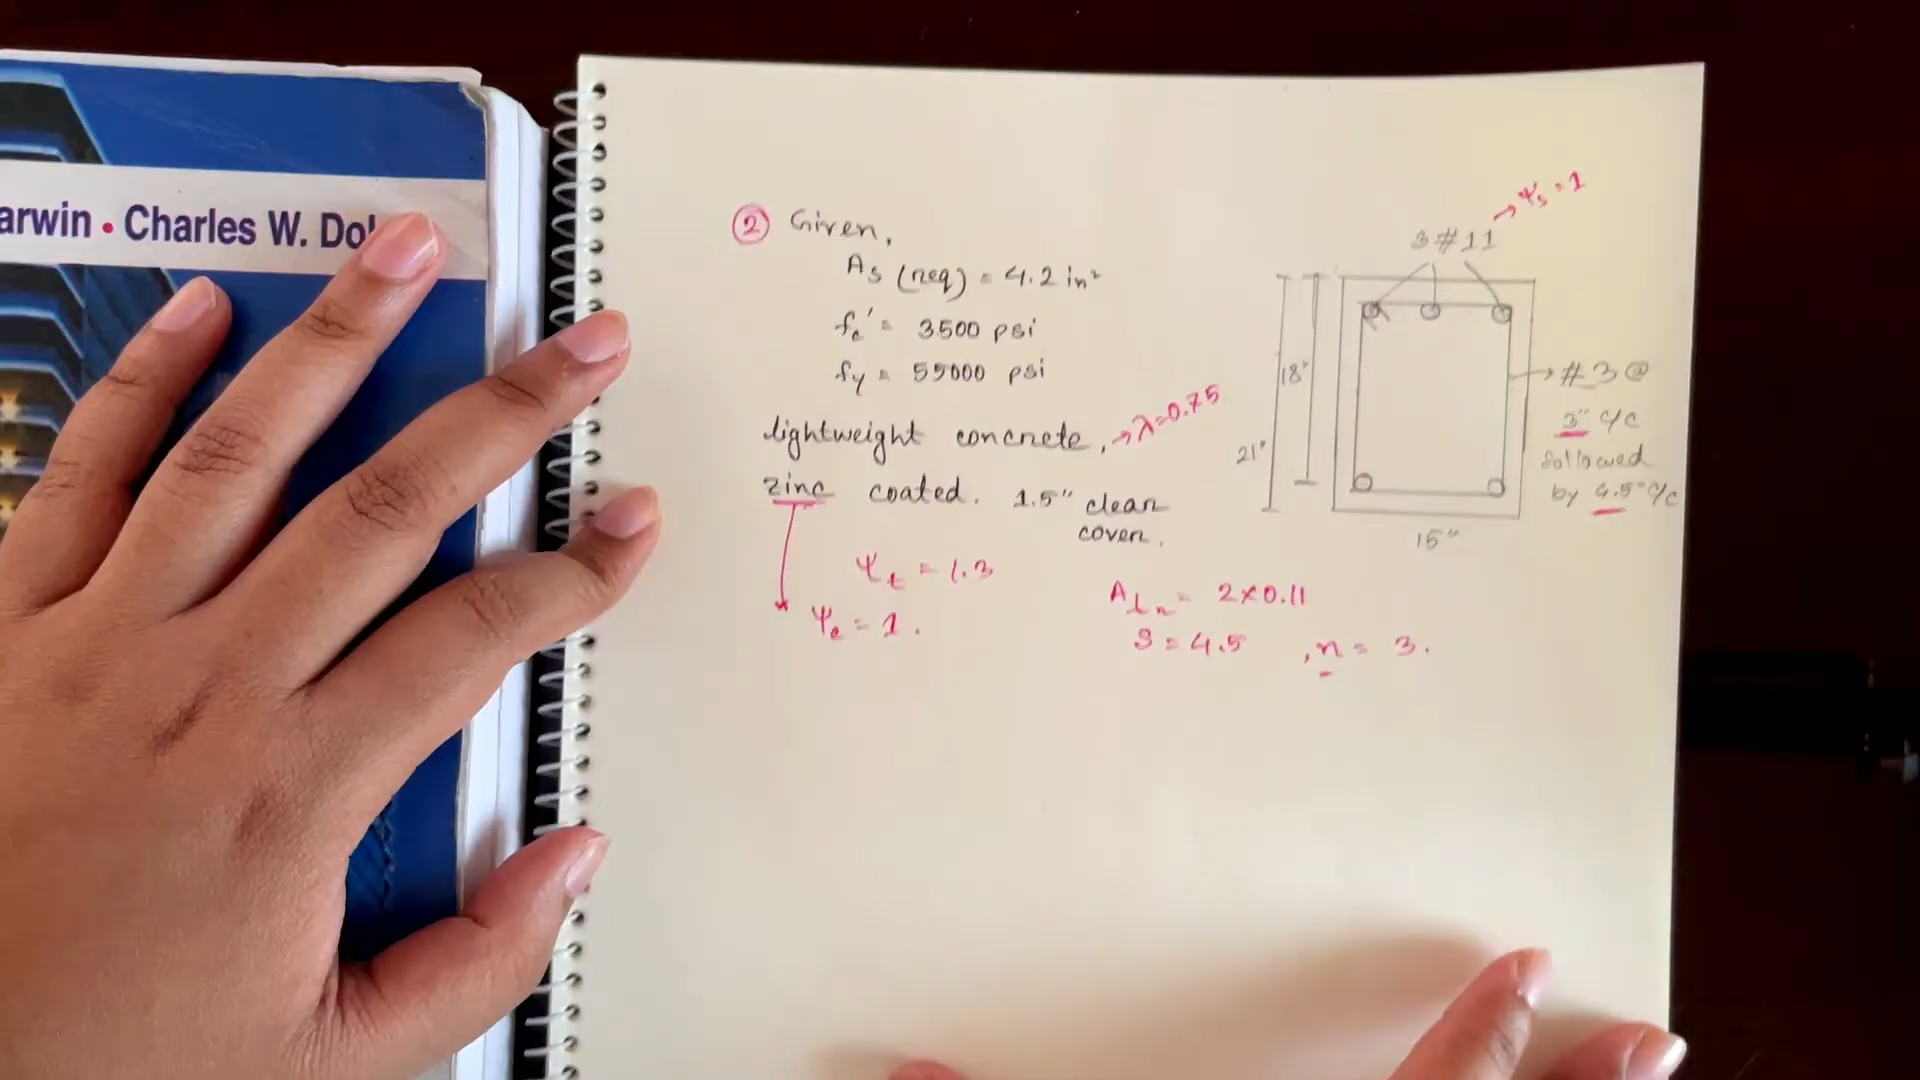 arwin • Charles W. Dol
② Given,
As (req) = 4.2 in²
fc' = 3500 psi
fy = 55000 psi
lightweight concrete, → λ=0.75
zinc coated. 1.5" clear
cover.
Ψt = 1.3
Ψe = 1.
Atr = 2×0.11
S = 4.5 , n = 3.
→ Ψs = 1
3#11
18"
21"
15"
→ #3@
3" c/c
followed
by 4.5" c/c